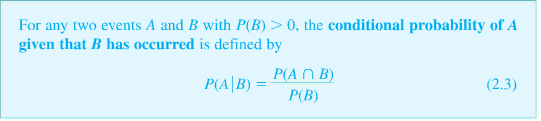 For any two events A and B with P(B) > 0, the conditional probability of A
given that B has occurred is defined by
P(A|B) = P(A ∩ B) / P(B) (2.3)